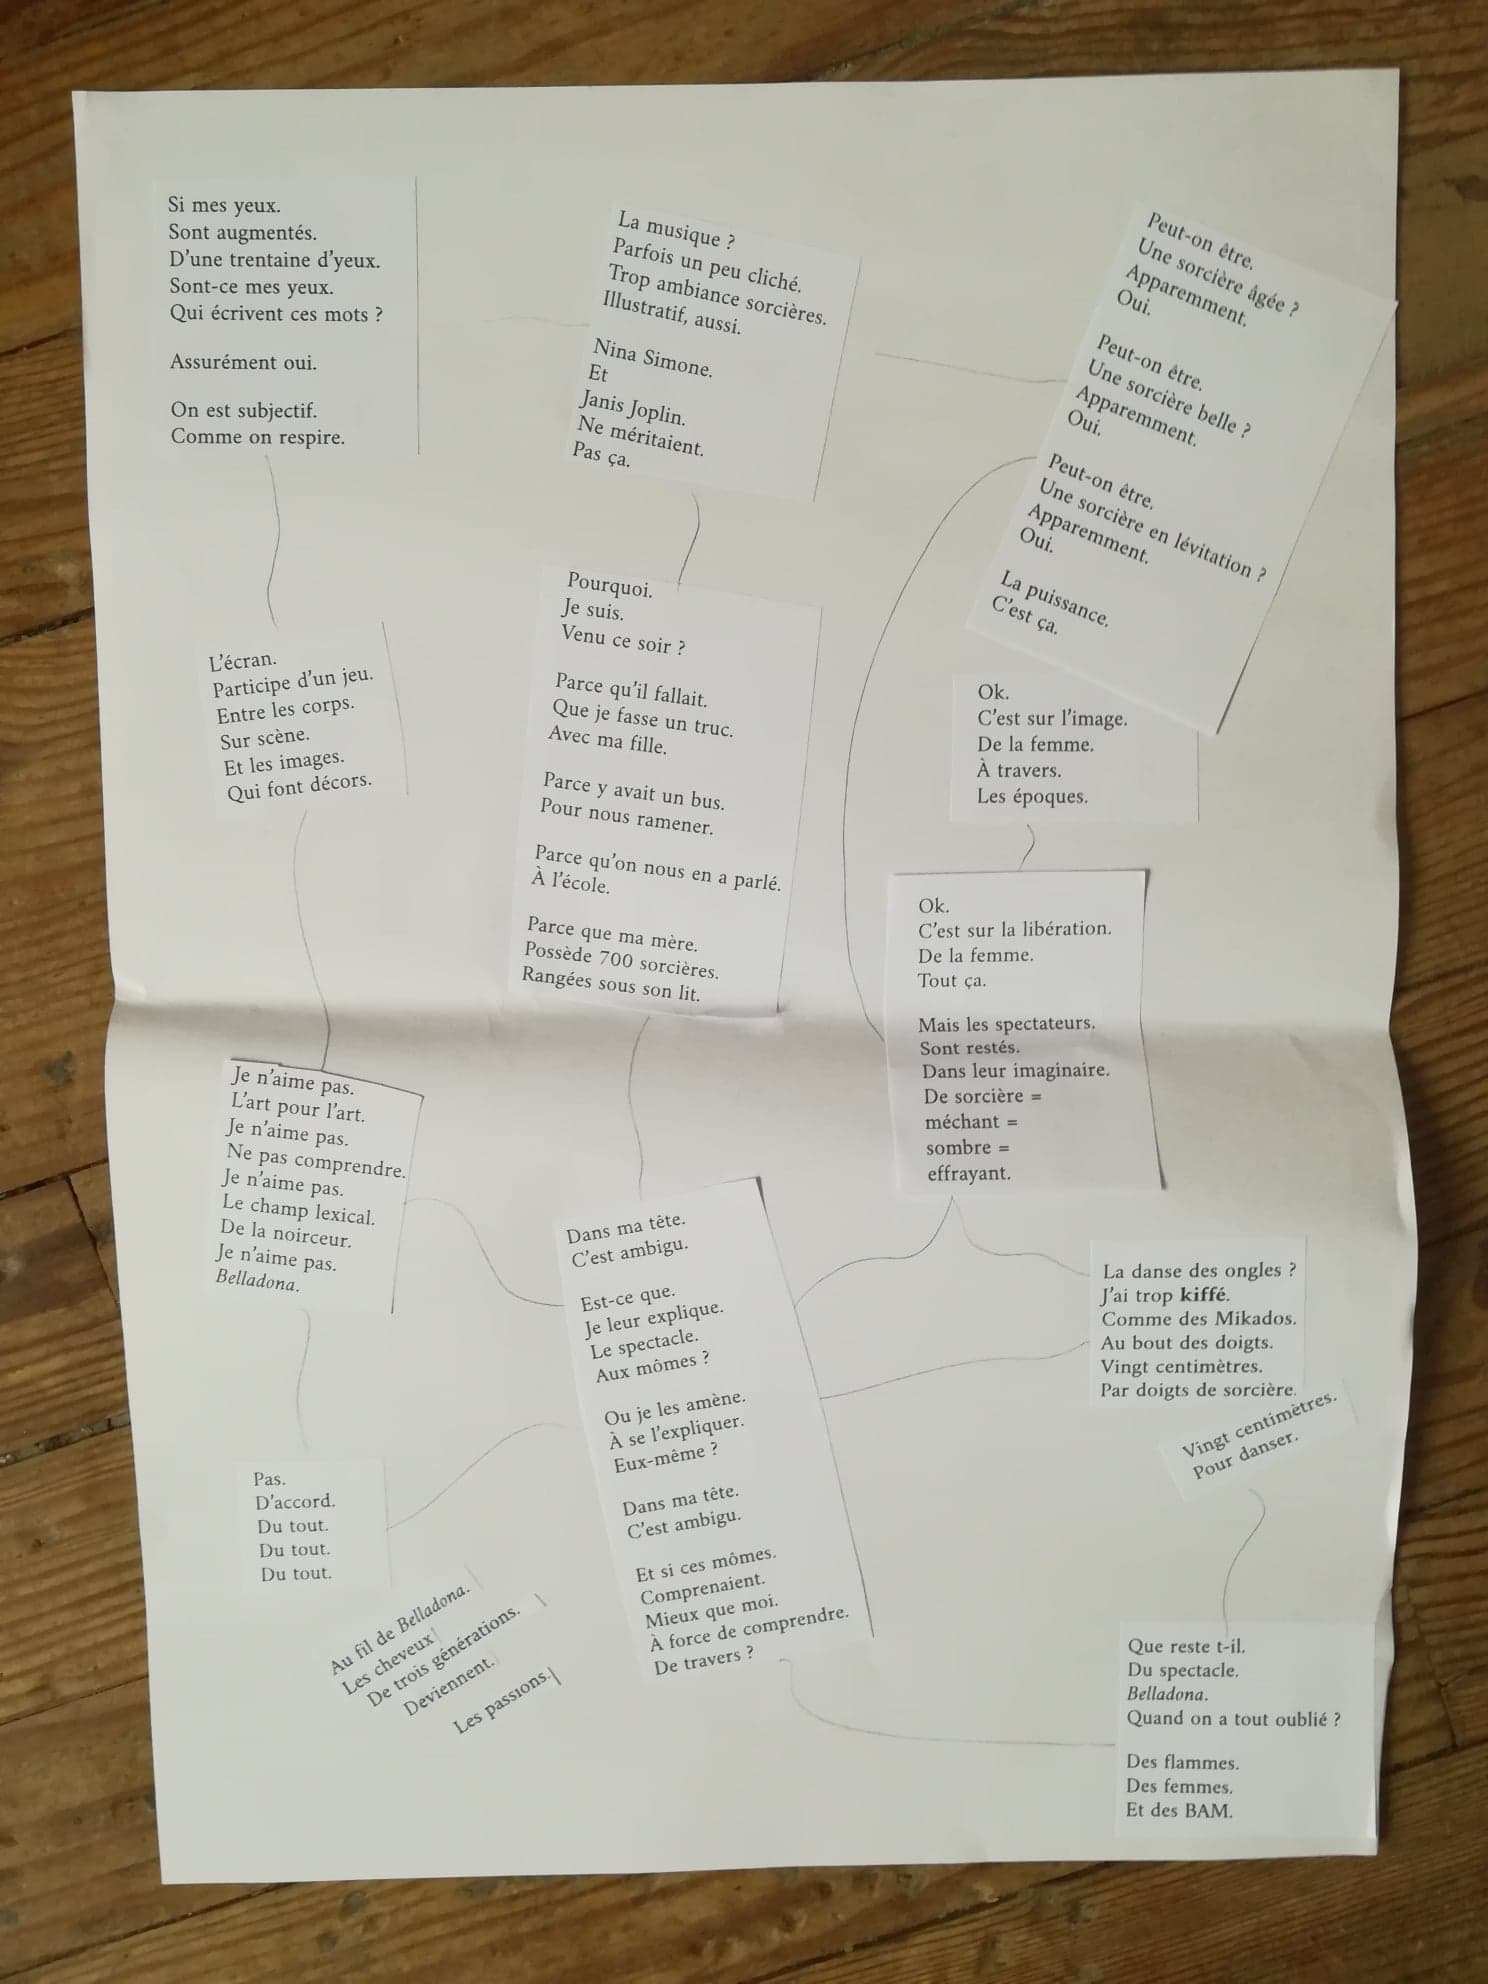 Si mes yeux.
Sont augmentés.
D'une trentaine d'yeux.
Sont-ce mes yeux.
Qui écrivent ces mots ?
Assurément oui.
On est subjectif.
Comme on respire.
L'écran.
Participe d'un jeu.
Entre les corps.
Sur scène.
Et les images.
Qui font décors.
Je n'aime pas.
L'art pour l'art.
Je n'aime pas.
Ne pas comprendre.
Je n'aime pas.
Le champ lexical.
De la noirceur.
Je n'aime pas.
Belladona.
Pas.
D'accord.
Du tout.
Du tout.
Du tout.
Au fil de Belladona.
Les cheveux
De trois générations.
Deviennent.
Les passions.
La musique ?
Parfois un peu cliché.
Trop ambiance sorcières.
Illustratif, aussi.
Nina Simone.
Et
Janis Joplin.
Ne méritaient.
Pas ça.
Pourquoi.
Je suis.
Venu ce soir ?
Parce qu'il fallait.
Que je fasse un truc.
Avec ma fille.
Parce y avait un bus.
Pour nous ramener.
Parce qu'on nous en a parlé.
À l'école.
Parce que ma mère.
Possède 700 sorcières.
Rangées sous son lit.
Dans ma tête.
C'est ambigu.
Est-ce que.
Je leur explique.
Le spectacle.
Aux mômes ?
Ou je les amène.
À se l'expliquer.
Eux-même ?
Dans ma tête.
C'est ambigu.
Et si ces mômes.
Comprenaient.
Mieux que moi.
À force de comprendre.
De travers ?
Peut-on être.
Une sorcière âgée ?
Apparemment.
Oui.
Peut-on être.
Une sorcière belle ?
Apparemment.
Oui.
Peut-on être.
Une sorcière en lévitation ?
Apparemment.
Oui.
La puissance.
C'est ça.
Ok.
C'est sur l'image.
De la femme.
À travers.
Les époques.
Ok.
C'est sur la libération.
De la femme.
Tout ça.
Mais les spectateurs.
Sont restés.
Dans leur imaginaire.
De sorcière =
méchant =
sombre =
effrayant.
La danse des ongles ?
J'ai trop kiffé.
Comme des Mikados.
Au bout des doigts.
Vingt centimètres.
Par doigts de sorcière.
Vingt centimètres.
Pour danser.
Que reste t-il.
Du spectacle.
Belladona.
Quand on a tout oublié ?
Des flammes.
Des femmes.
Et des BAM.